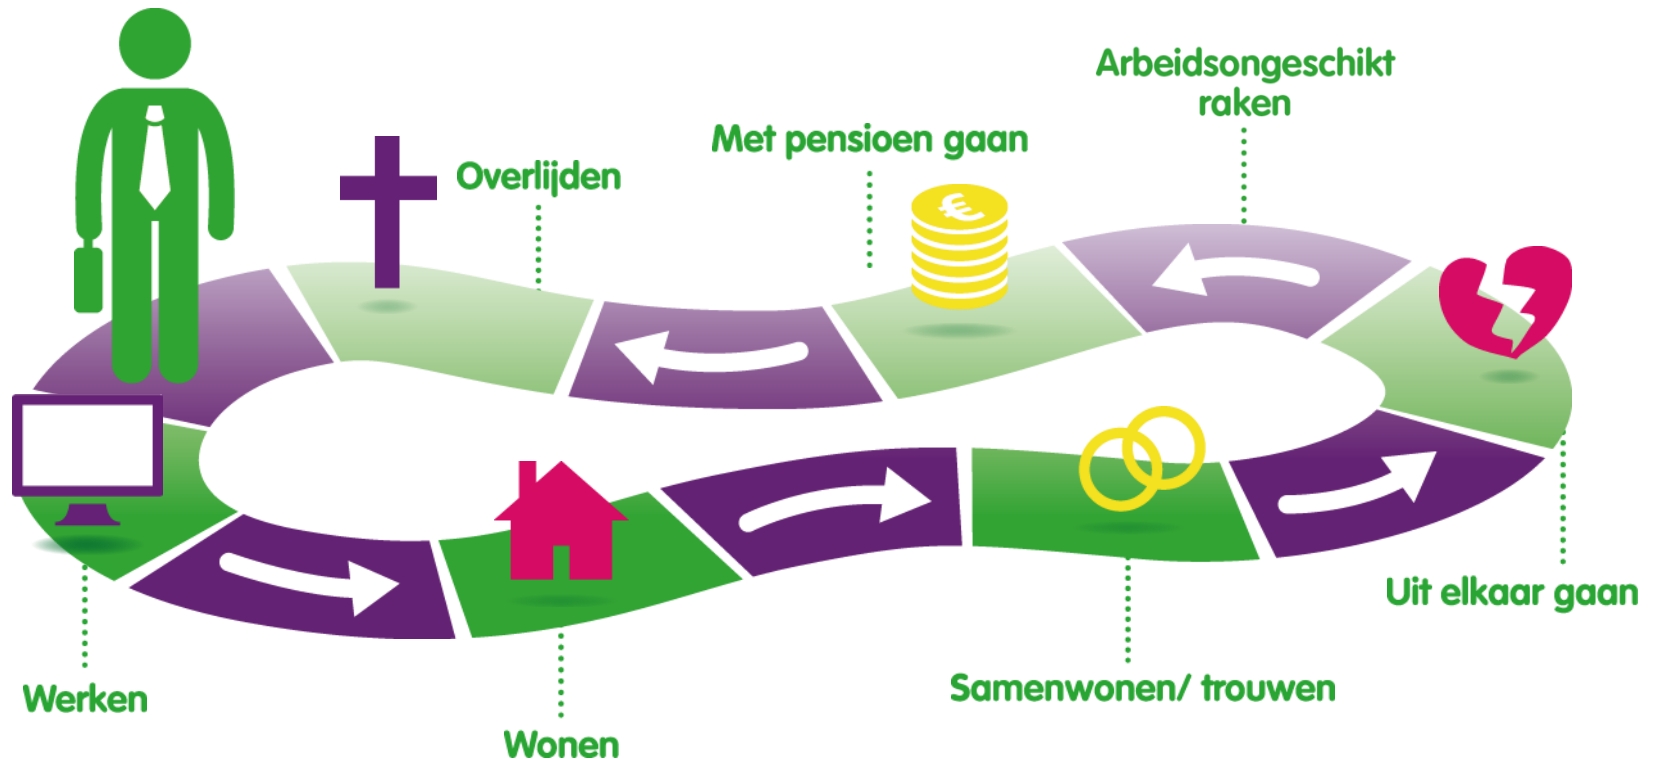 Arbeidsongeschikt
raken
Met pensioen gaan
Overlijden
€
Uit elkaar gaan
Samenwonen/ trouwen
Werken
Wonen